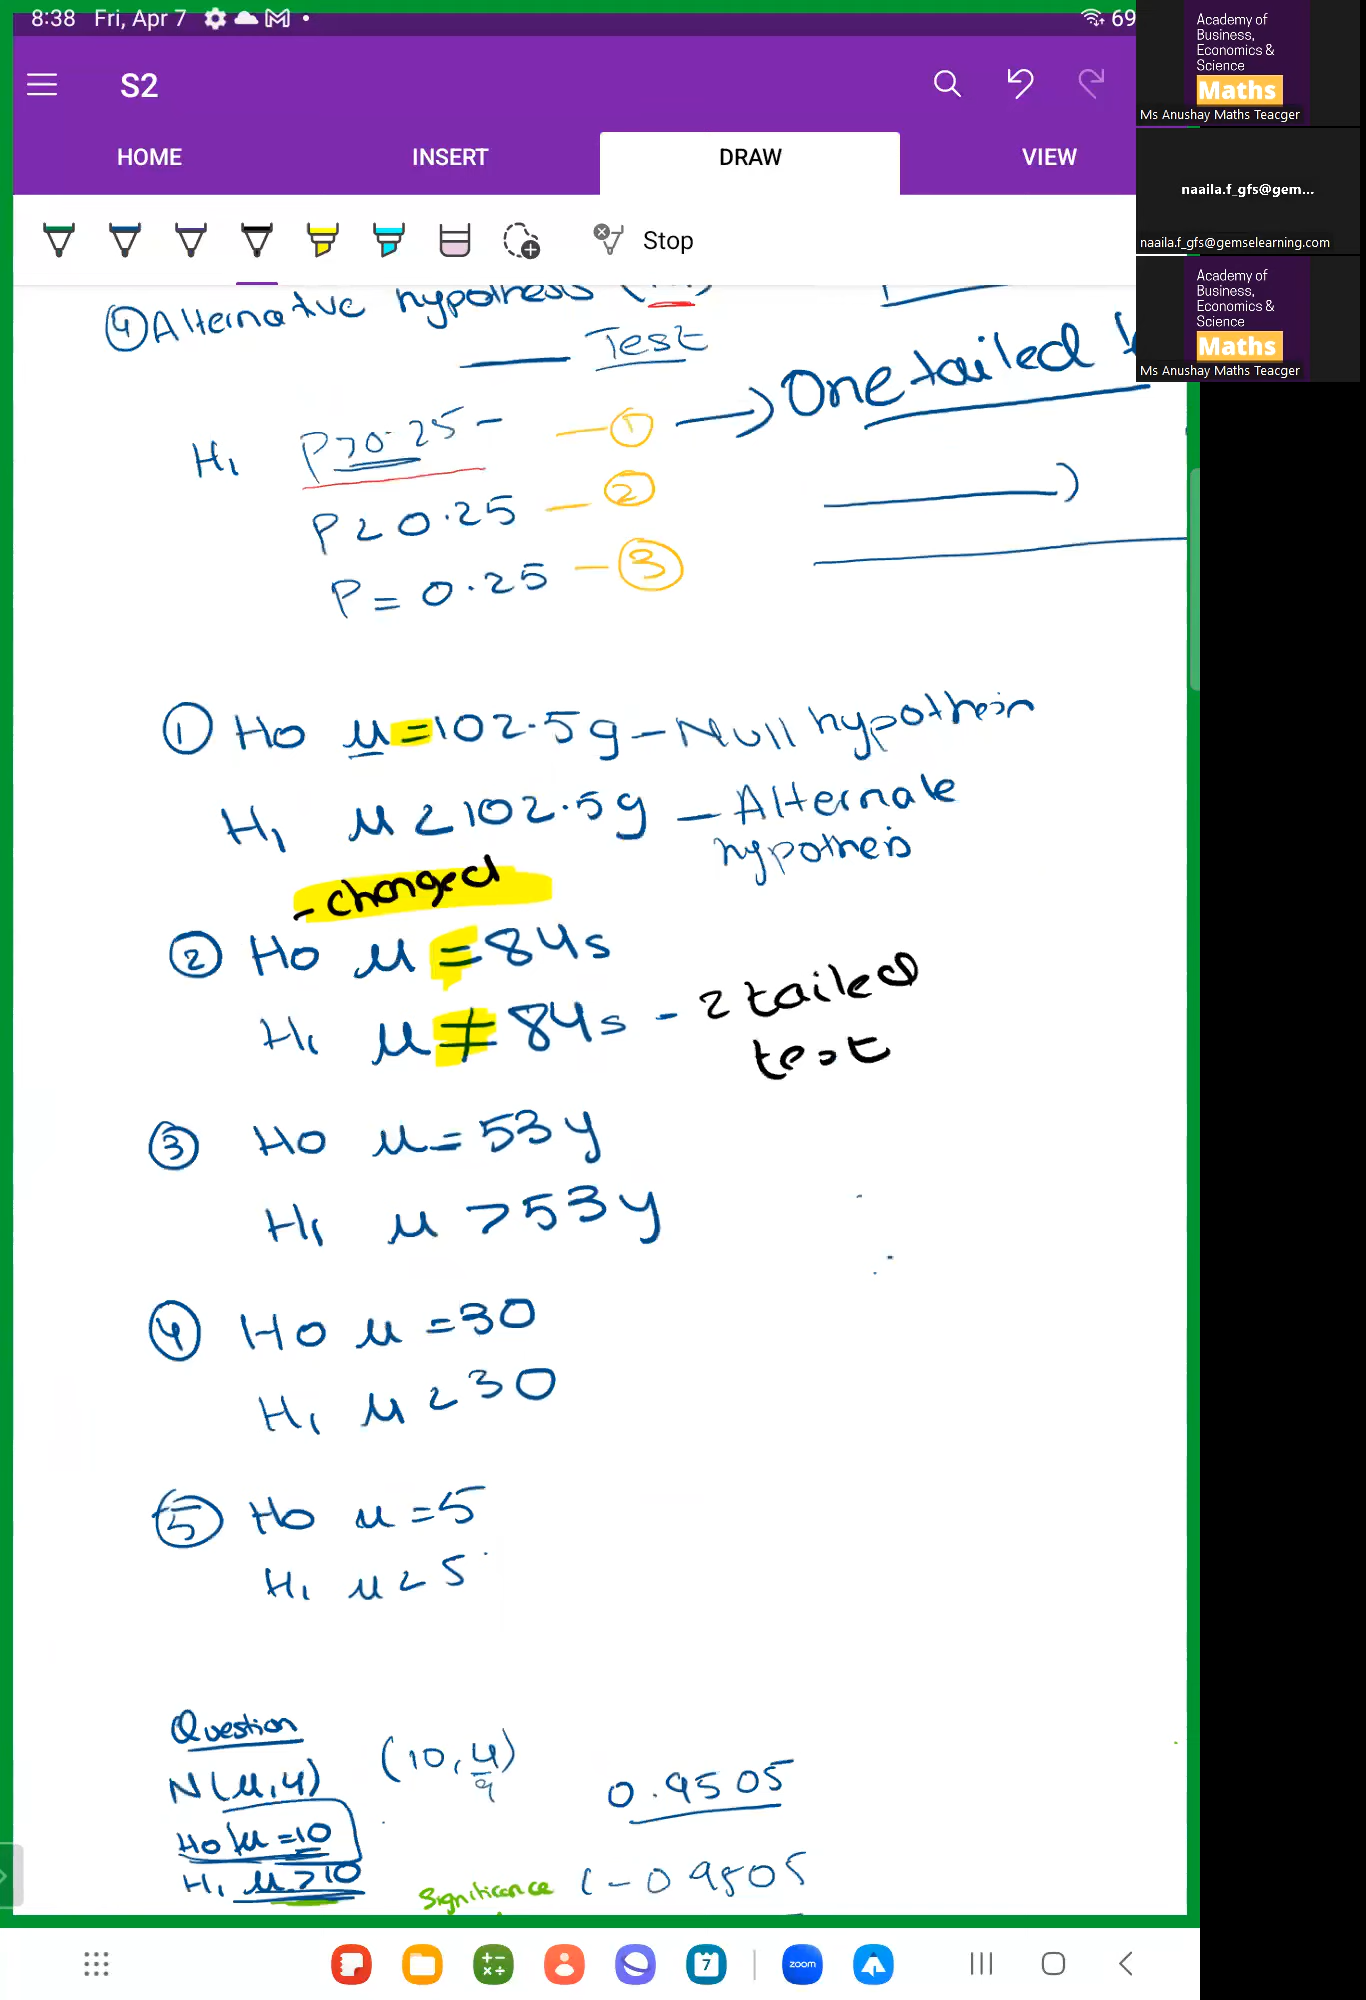 8:38 Fri, Apr 7
69
S2
HOME INSERT DRAW VIEW
Stop
Academy of
Business,
Economics &
Science
Maths
Ms Anushay Maths Teacger
naaila.f_gfs@gem...
naaila.f_gfs@gemselearning.com
Academy of
Business,
Economics &
Science
Maths
Ms Anushay Maths Teacger
④ Alternative hypothesis
Test
H₁ P>0.25 - — ① → One tailed
P<0.25 — ②
P=0.25 — ③
① Ho μ=102.5g – Null hypothesis
H₁ μ<102.5g – Alternate
hypothesis
- changed
② Ho μ=84s
H₁ μ≠84s - 2 tailed
test
③ Ho μ=53y
H₁ μ>53y
④ Ho μ=30
H₁ μ<30
⑤ Ho μ=5
H₁ μ<5
Question
N(μ,4) (10, 4/9) 0.9505
Ho μ=10
H₁ μ>10
Significance 1-0.9505
7
zoom